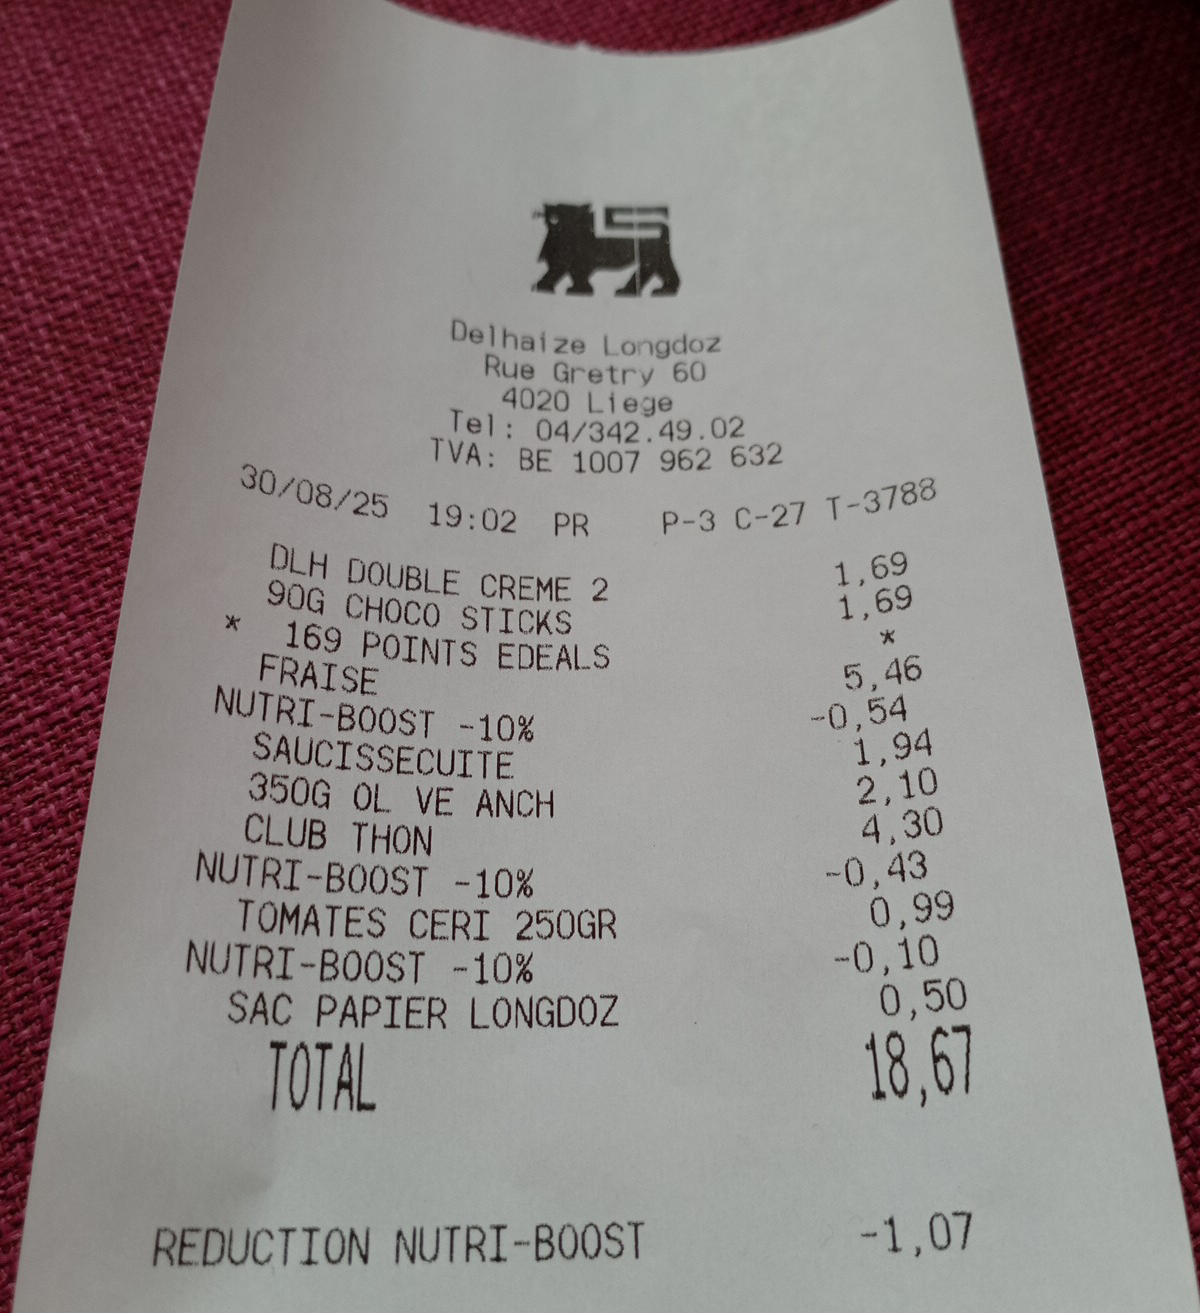 Delhaize Longdoz
Rue Gretry 60
4020 Liege
Tel: 04/342.49.02
TVA: BE 1007 962 632
30/08/25 19:02 PR P-3 C-27 T-3788
DLH DOUBLE CREME 2 1,69
90G CHOCO STICKS 1,69
* 169 POINTS EDEALS *
FRAISE 5,46
NUTRI-BOOST -10% -0,54
SAUCISSECUITE 1,94
350G OL VE ANCH 2,10
CLUB THON 4,30
NUTRI-BOOST -10% -0,43
TOMATES CERI 250GR 0,99
NUTRI-BOOST -10% -0,10
SAC PAPIER LONGDOZ 0,50
TOTAL 18,67
REDUCTION NUTRI-BOOST -1,07